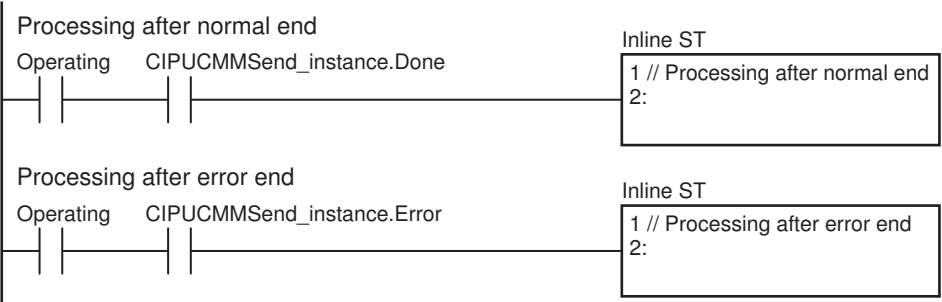 Processing after normal end
Inline ST
Operating CIPUCMMSend_instance.Done
1 // Processing after normal end
2:
Processing after error end
Inline ST
Operating CIPUCMMSend_instance.Error
1 // Processing after error end
2: